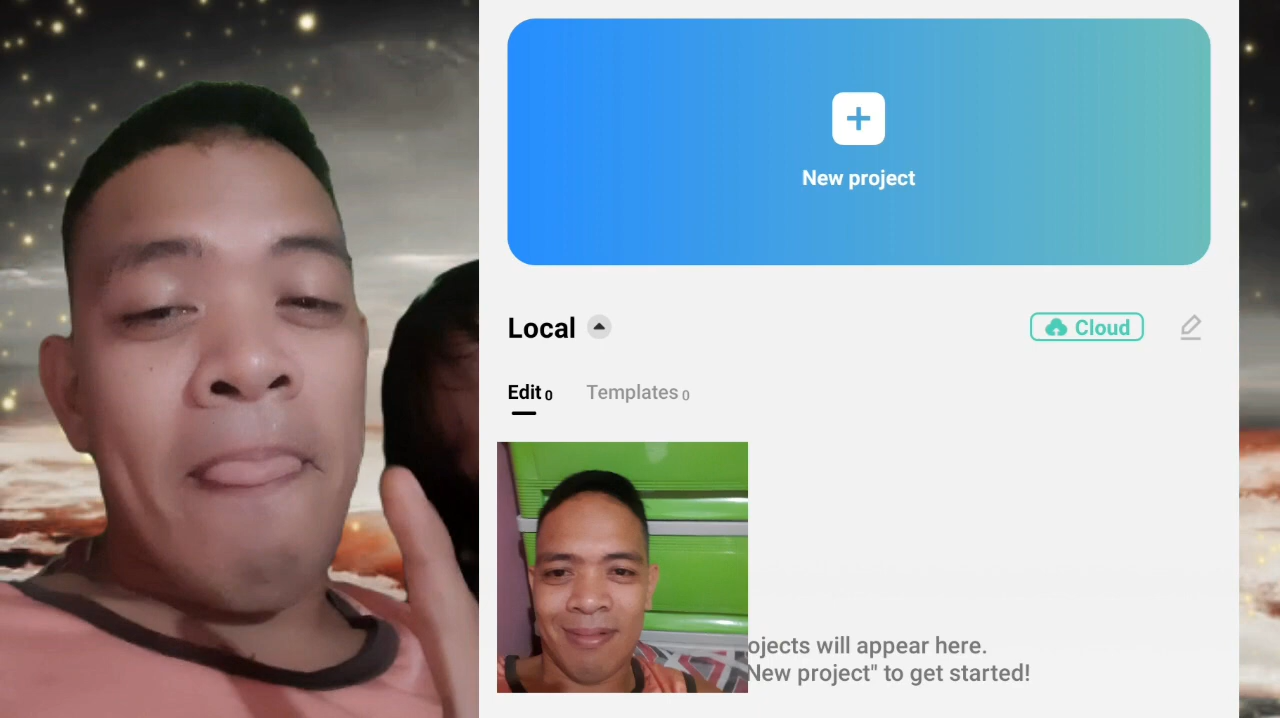 New project
Local
Cloud
Edit 0
Templates 0
ojects will appear here.
New project" to get started!